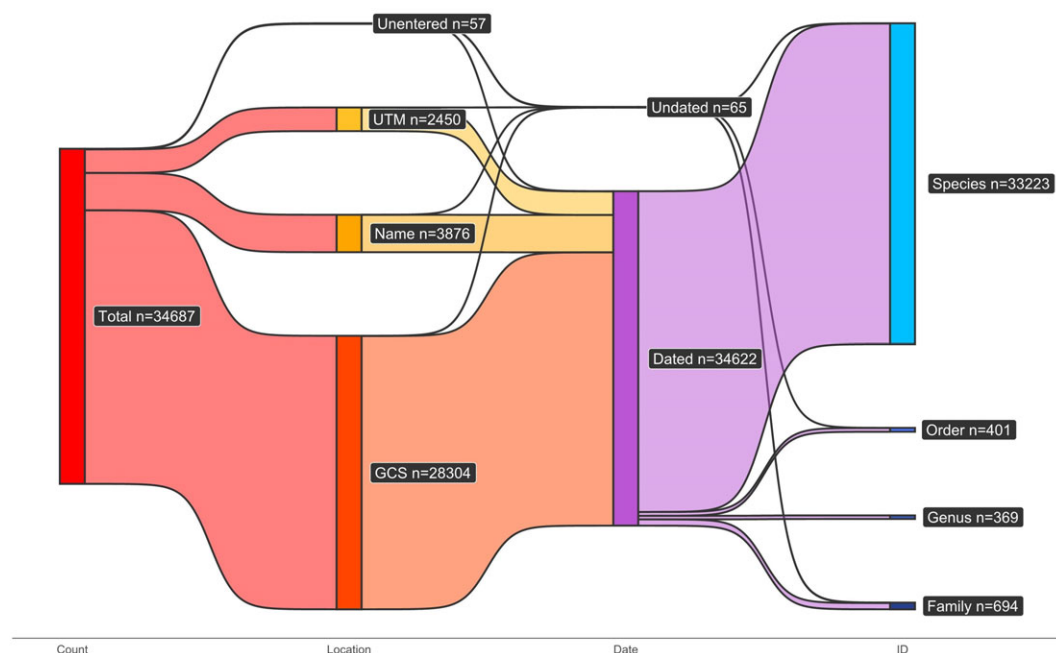 Unentered n=57
UTM n=2450
Undated n=65
Species n=33223
Name n=3876
Total n=34687
Dated n=34622
Order n=401
GCS n=28304
Genus n=369
Family n=694
Count Location Date ID